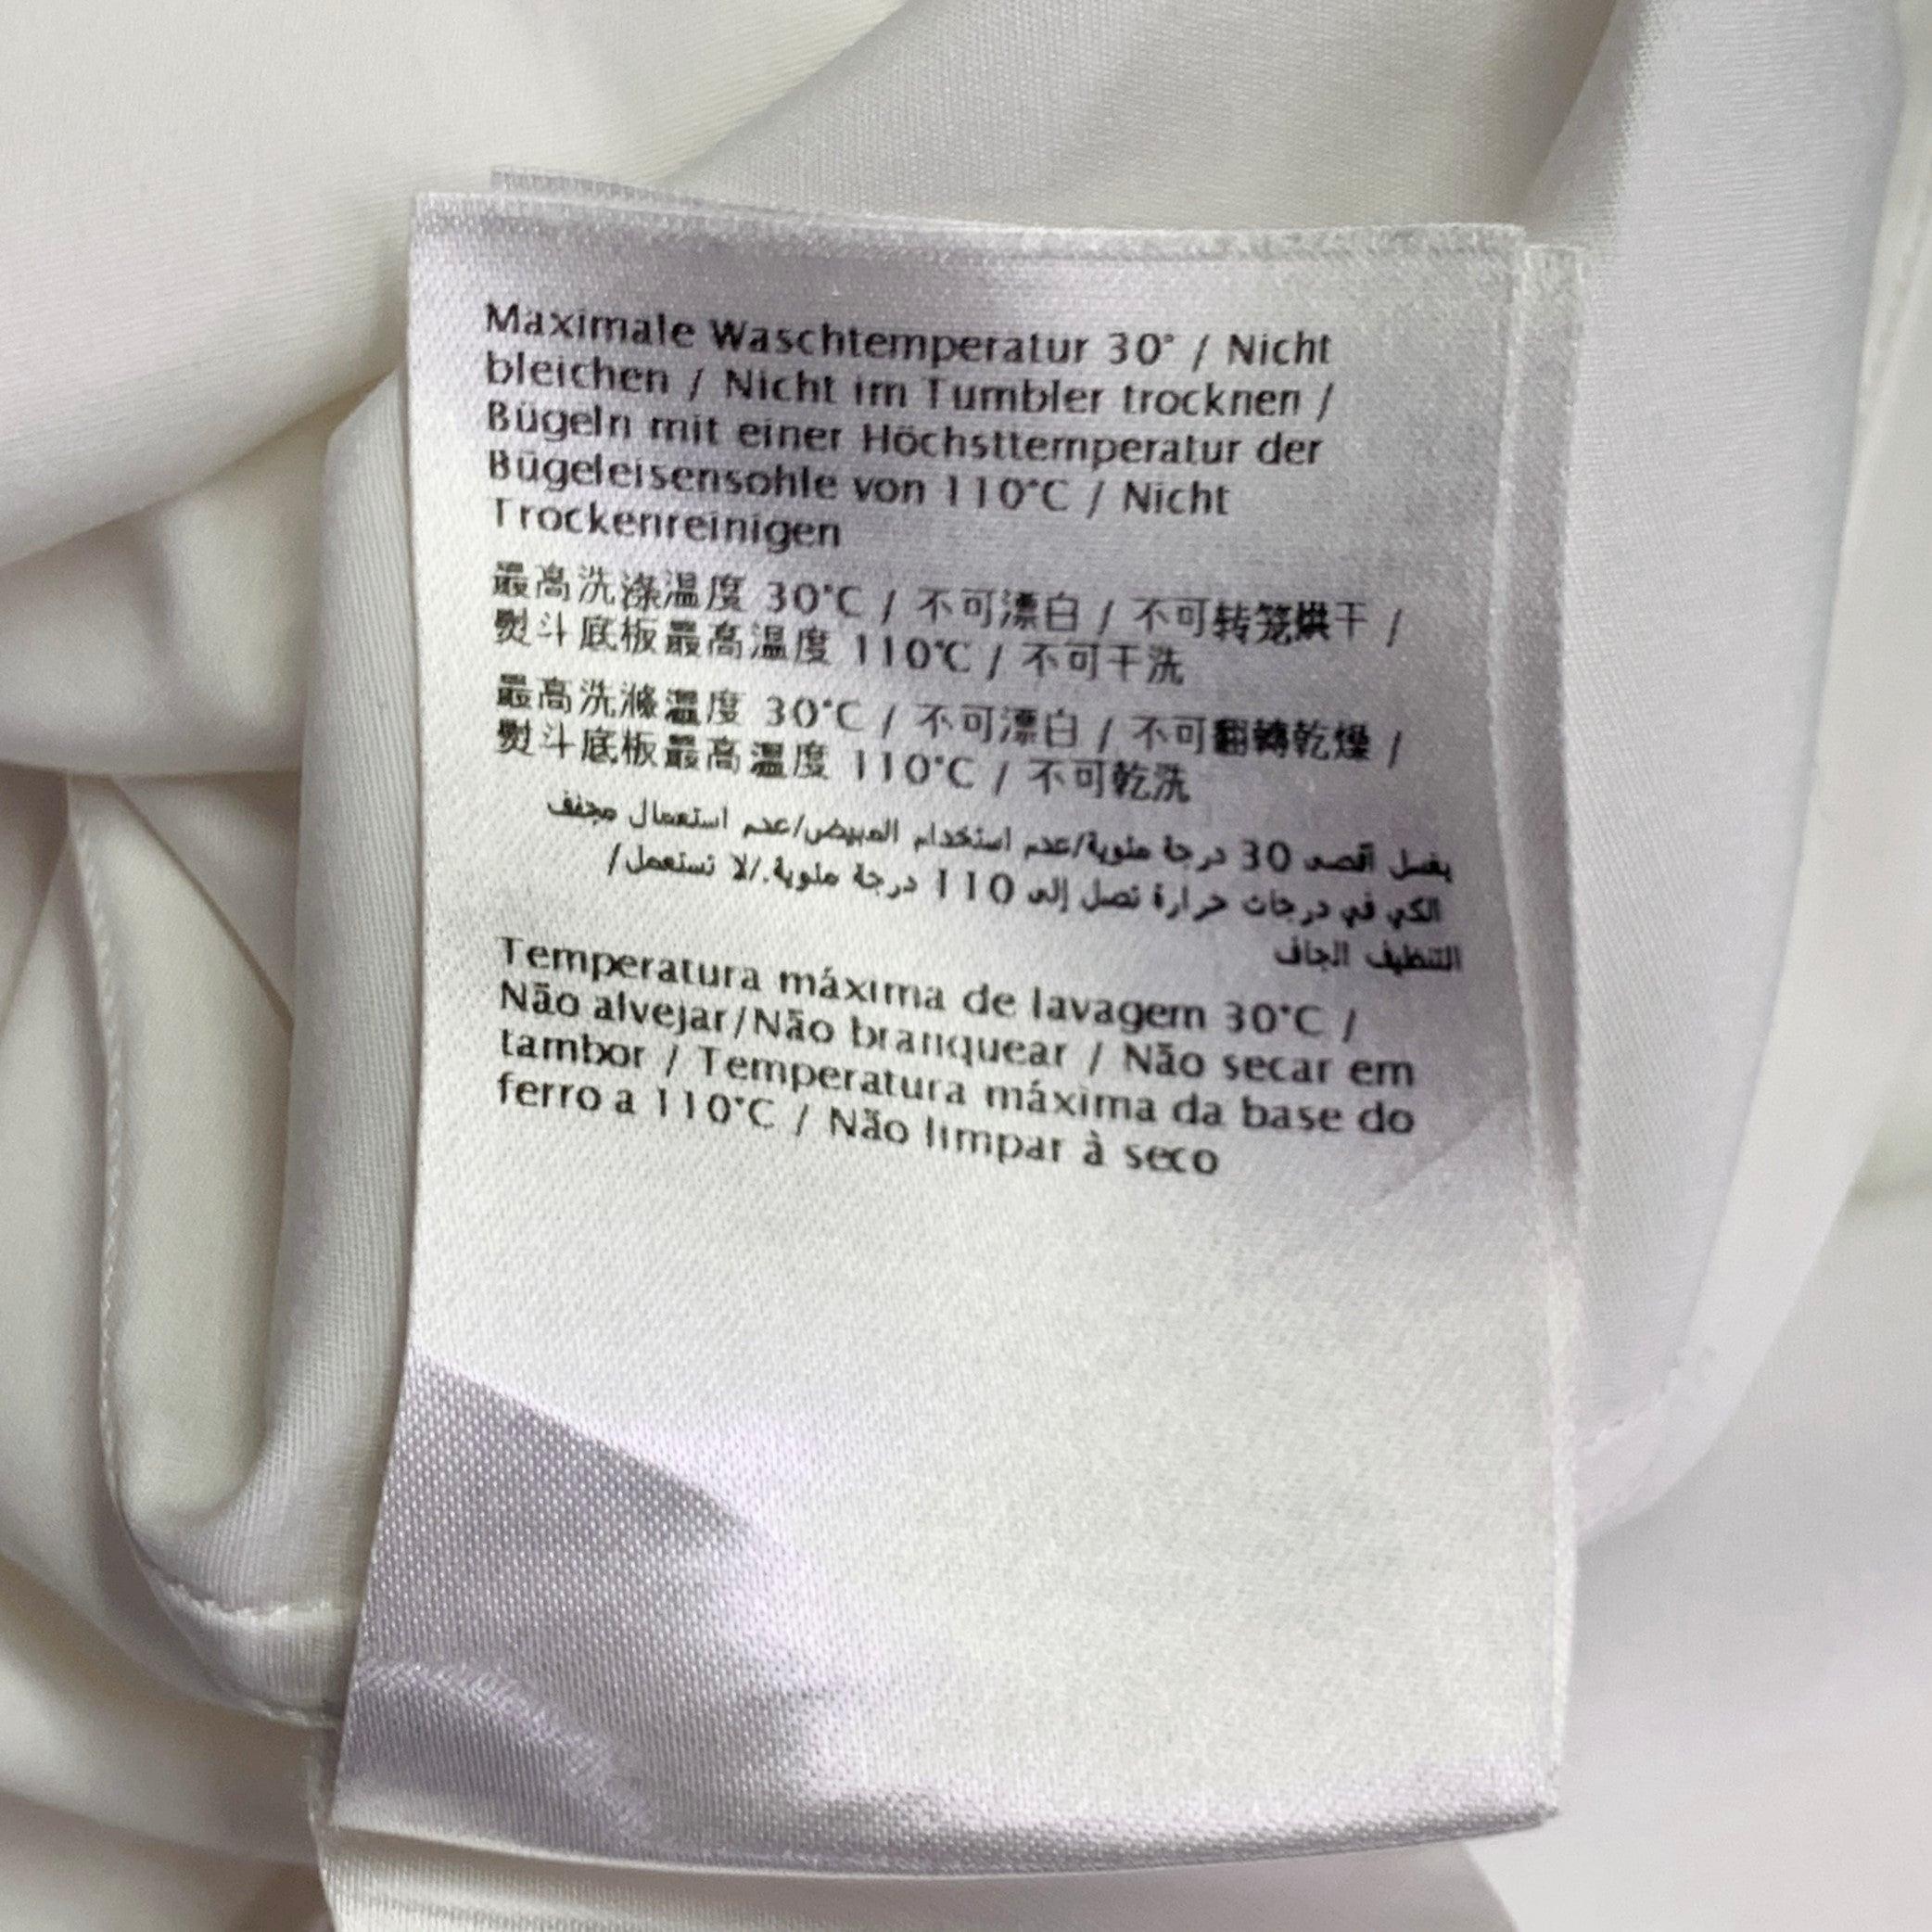 Maximale Waschtemperatur 30° / Nicht
bleichen / Nicht im Tumbler trocknen /
Bügeln mit einer Höchsttemperatur der
Bügeleisensohle von 110°C / Nicht
Trockenreinigen
最高洗涤温度 30°C / 不可漂白 / 不可转笼烘干 /
熨斗底板最高温度 110℃ / 不可干洗
最高洗滌溫度 30°C / 不可漂白 / 不可翻轉乾燥 /
熨斗底板最高溫度 110°C / 不可乾洗
يغسل أقصى 30 درجة مئوية/عدم استخدام المبيض/عدم استعمال مجفف
الكي في درجات حرارة تصل إلى 110 درجة مئوية./لا تستعمل/
التنظيف الجاف
Temperatura máxima de lavagem 30°C /
Não alvejar/Não branquear / Não secar em
tambor / Temperatura máxima da base do
ferro a 110°C / Não limpar à seco